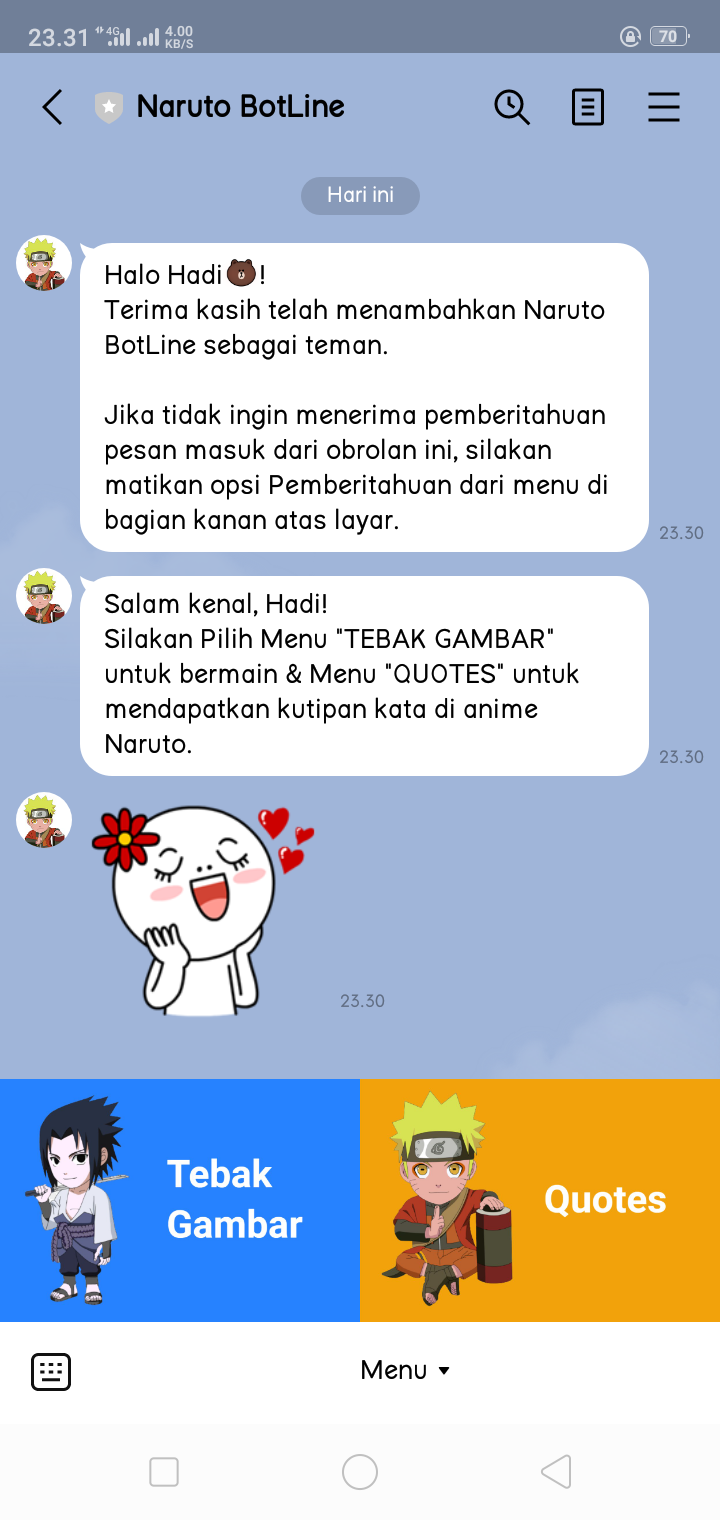 23.31 4G 4.00 KB/S 70
Naruto BotLine
Hari ini
Halo Hadi🐻!
Terima kasih telah menambahkan Naruto
BotLine sebagai teman.
Jika tidak ingin menerima pemberitahuan
pesan masuk dari obrolan ini, silakan
matikan opsi Pemberitahuan dari menu di
bagian kanan atas layar.
23.30
Salam kenal, Hadi!
Silakan Pilih Menu "TEBAK GAMBAR"
untuk bermain & Menu "QUOTES" untuk
mendapatkan kutipan kata di anime
Naruto.
23.30
23.30
Tebak
Gambar
Quotes
Menu